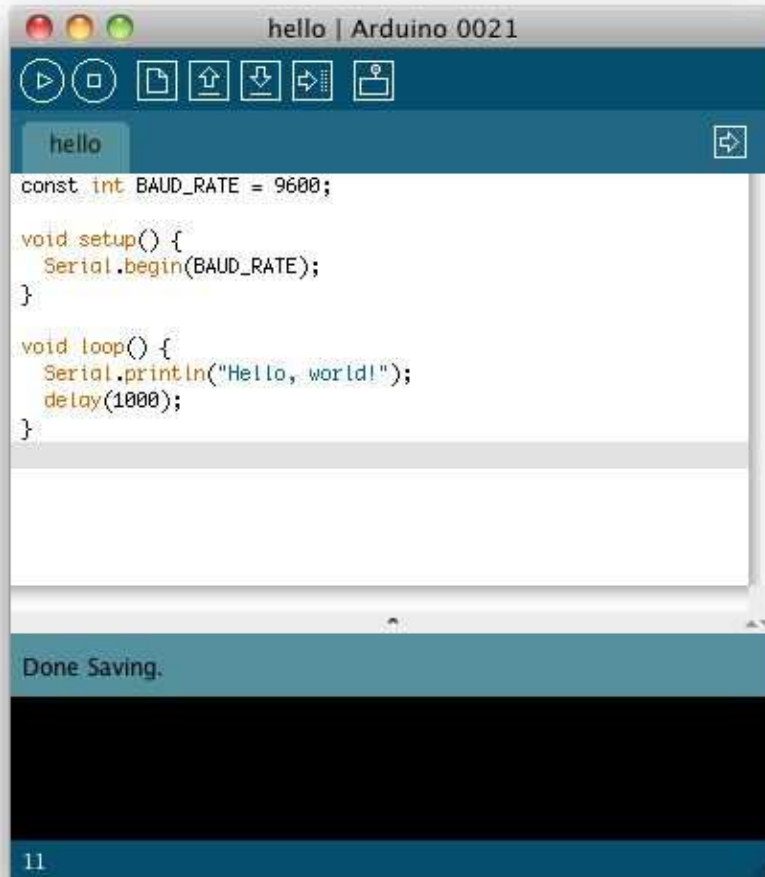 hello | Arduino 0021
hello
const int BAUD_RATE = 9600;
void setup() {
  Serial.begin(BAUD_RATE);
}
void loop() {
  Serial.println("Hello, world!");
  delay(1000);
}
Done Saving.
11